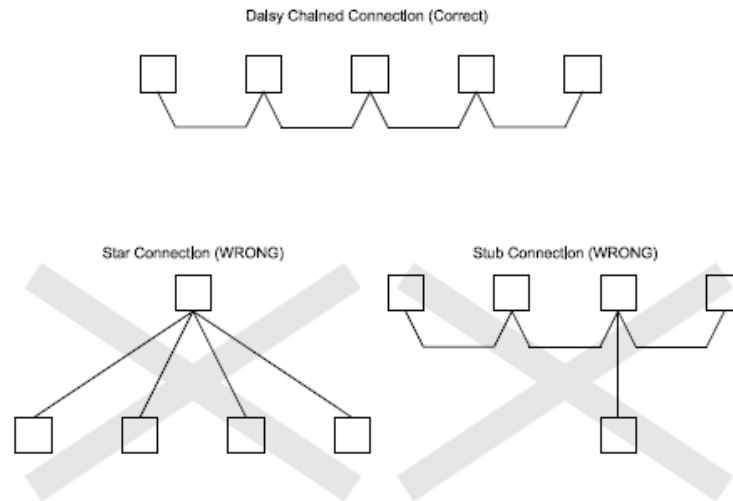 Daisy Chained Connection (Correct)
Star Connection (WRONG)
Stub Connection (WRONG)